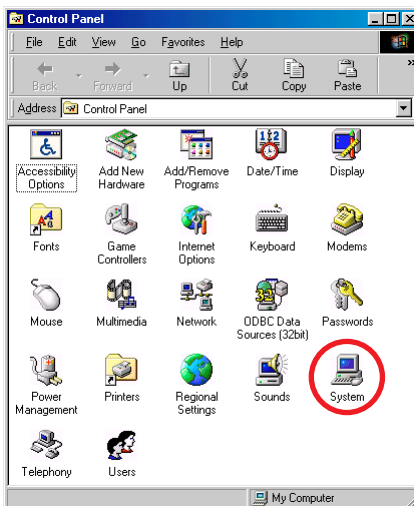 Control Panel
File Edit View Go Favorites Help
Back Forward Up Cut Copy Paste
Address Control Panel
Accessibility Options
Add New Hardware
Add/Remove Programs
Date/Time
Display
Fonts
Game Controllers
Internet Options
Keyboard
Modems
Mouse
Multimedia
Network
ODBC Data Sources (32bit)
Passwords
Power Management
Printers
Regional Settings
Sounds
System
Telephony
Users
My Computer